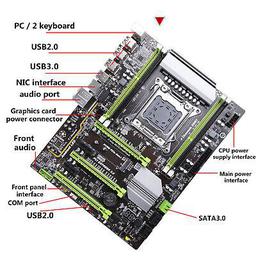 PC / 2 keyboard
USB2.0
USB3.0
NIC interface
audio port
Graphics card
power connector
Front
audio
Front panel
interface
COM port
USB2.0
CPU power
supply interface
Main power
interface
SATA3.0